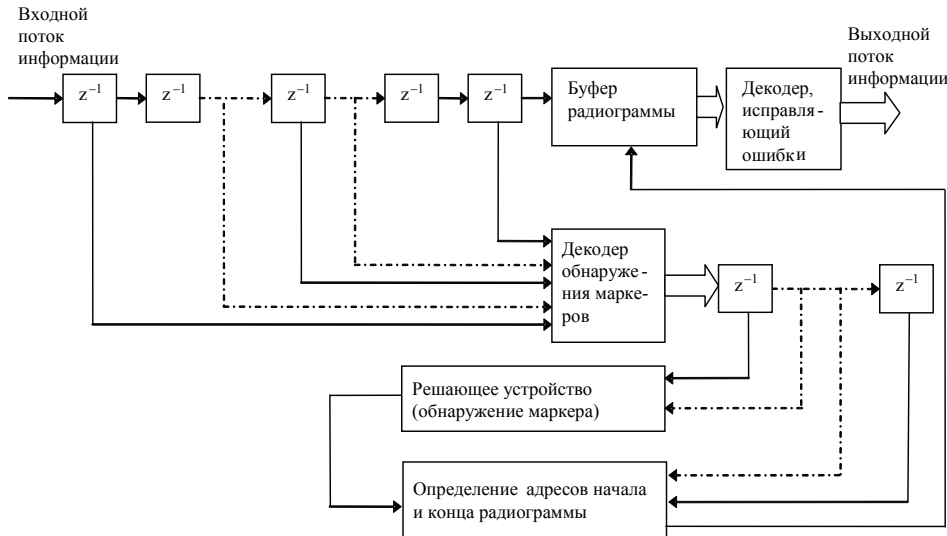 Входной
поток
информации
Выходной
поток
информации
z⁻¹
z⁻¹
z⁻¹
z⁻¹
z⁻¹
Буфер
радиограммы
Декодер,
исправля-
ющий
ошибки
Декодер
обнаруже-
ния марке-
ров
z⁻¹
z⁻¹
Решающее устройство
(обнаружение маркера)
Определение адресов начала
и конца радиограммы